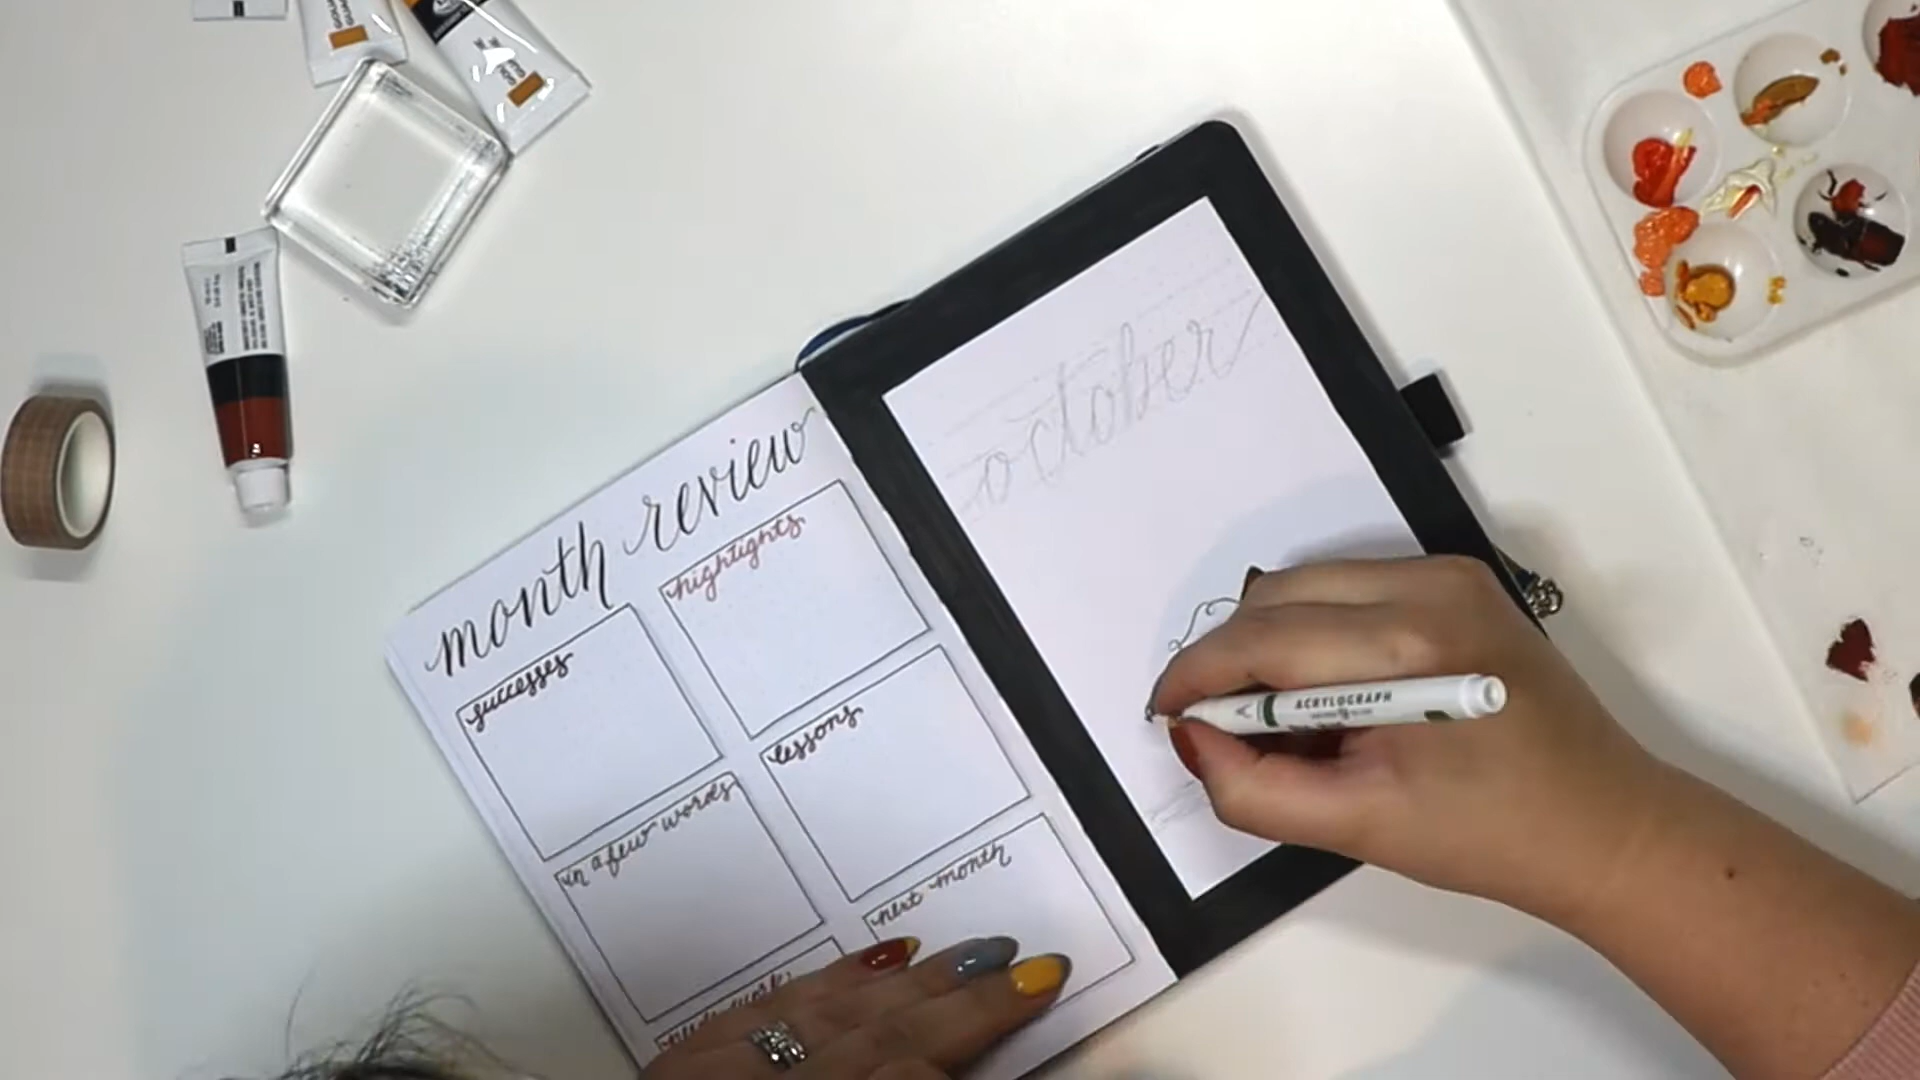 month review
successes
highlights
in a few words
lessons
next month
october
ACRYLOGRAPH